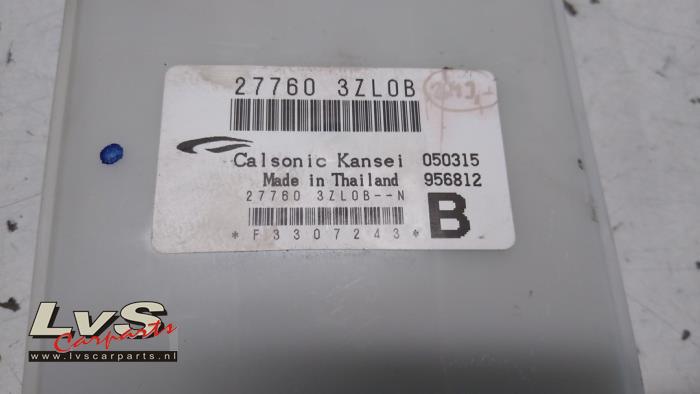 27760 3ZL0B
Calsonic Kansei 050315
Made in Thailand 956812
27760 3ZL0B--N
B
*F3307243*
LvS
Carparts
www.lvscarparts.nl